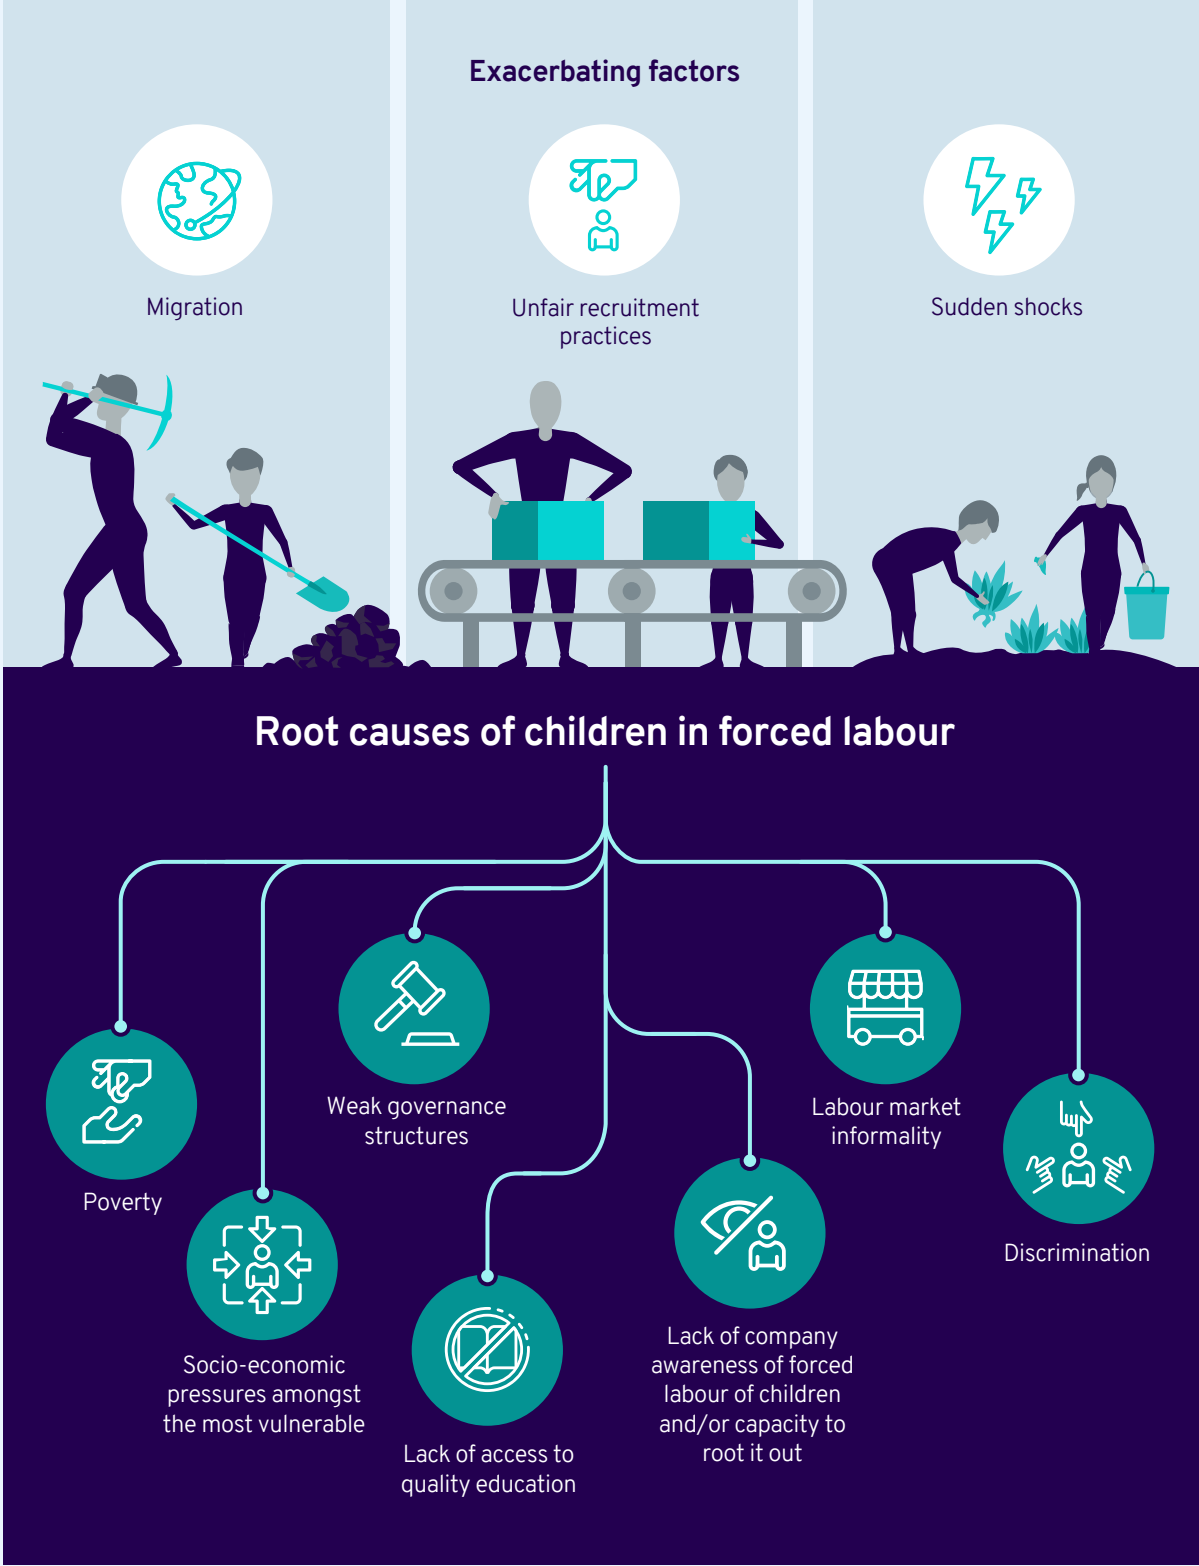 Exacerbating factors
Migration
Unfair recruitment
practices
Sudden shocks
Root causes of children in forced labour
Poverty
Socio-economic
pressures amongst
the most vulnerable
Weak governance
structures
Lack of access to
quality education
Lack of company
awareness of forced
labour of children
and/or capacity to
root it out
Labour market
informality
Discrimination